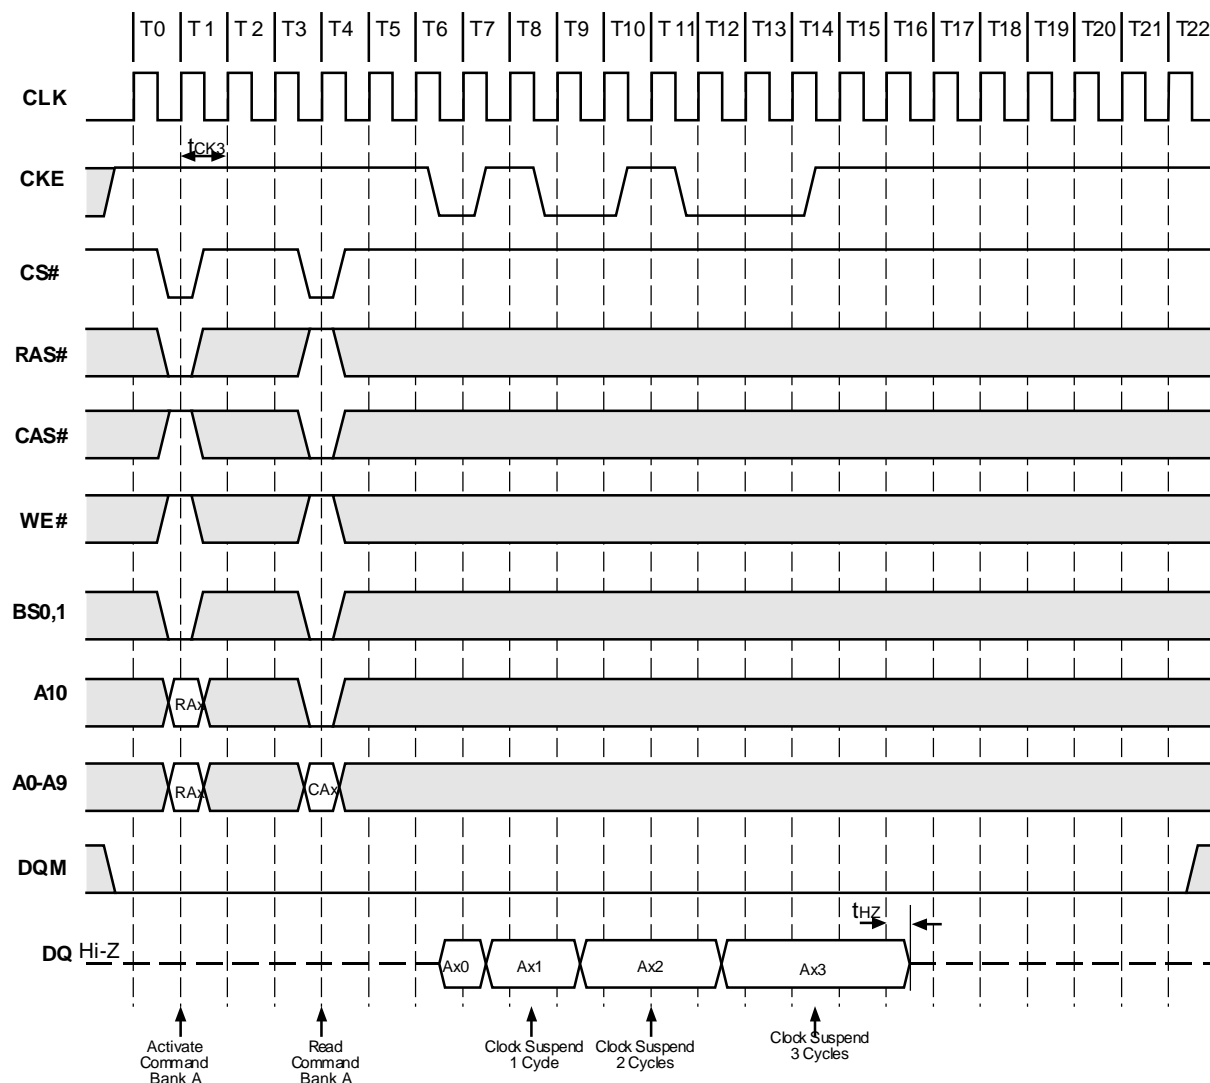 T0 T1 T2 T3 T4 T5 T6 T7 T8 T9 T10 T11 T12 T13 T14 T15 T16 T17 T18 T19 T20 T21 T22
CLK
tCK3
CKE
CS#
RAS#
CAS#
WE#
BS0,1
A10
RAx
A0-A9
RAx
CAx
DQM
tHZ
DQ Hi-Z
Ax0
Ax1
Ax2
Ax3
Activate
Command
Bank A
Read
Command
Bank A
Clock Suspend
1 Cycle
Clock Suspend
2 Cycles
Clock Suspend
3 Cycles